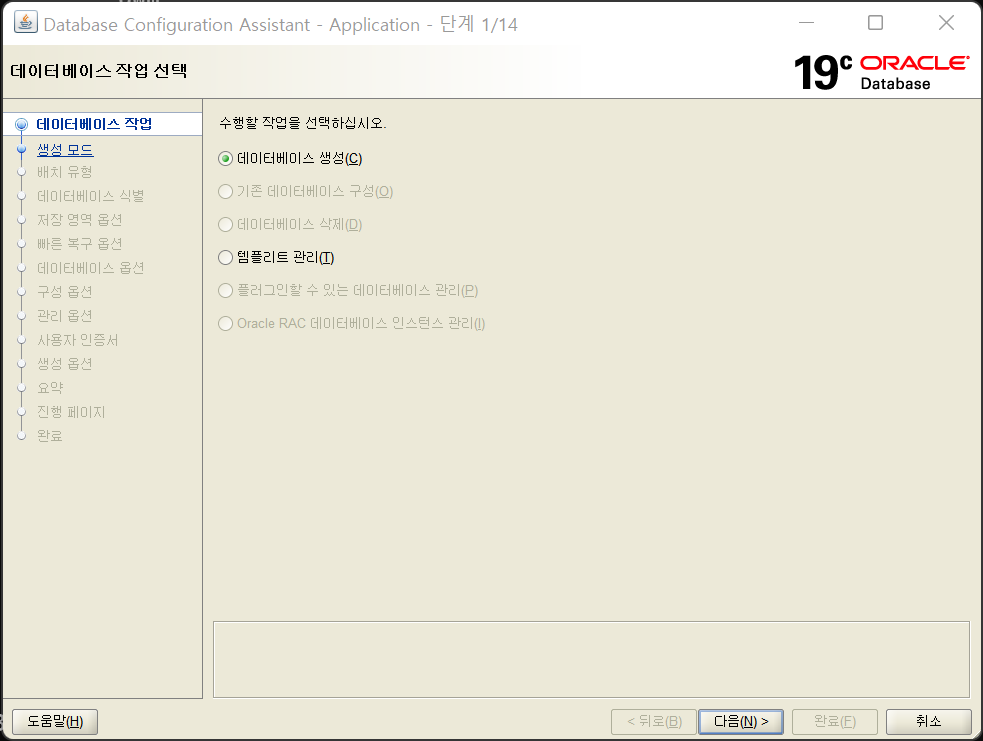 Database Configuration Assistant - Application - 단계 1/14
데이터베이스 작업 선택
19c ORACLE Database
데이터베이스 작업
생성 모드
배치 유형
데이터베이스 식별
저장 영역 옵션
빠른 복구 옵션
데이터베이스 옵션
구성 옵션
관리 옵션
사용자 인증서
생성 옵션
요약
진행 페이지
완료
수행할 작업을 선택하십시오.
데이터베이스 생성(C)
기존 데이터베이스 구성(O)
데이터베이스 삭제(D)
템플리트 관리(T)
플러그인할 수 있는 데이터베이스 관리(P)
Oracle RAC 데이터베이스 인스턴스 관리(I)
도움말(H)
< 뒤로(B)
다음(N) >
완료(F)
취소